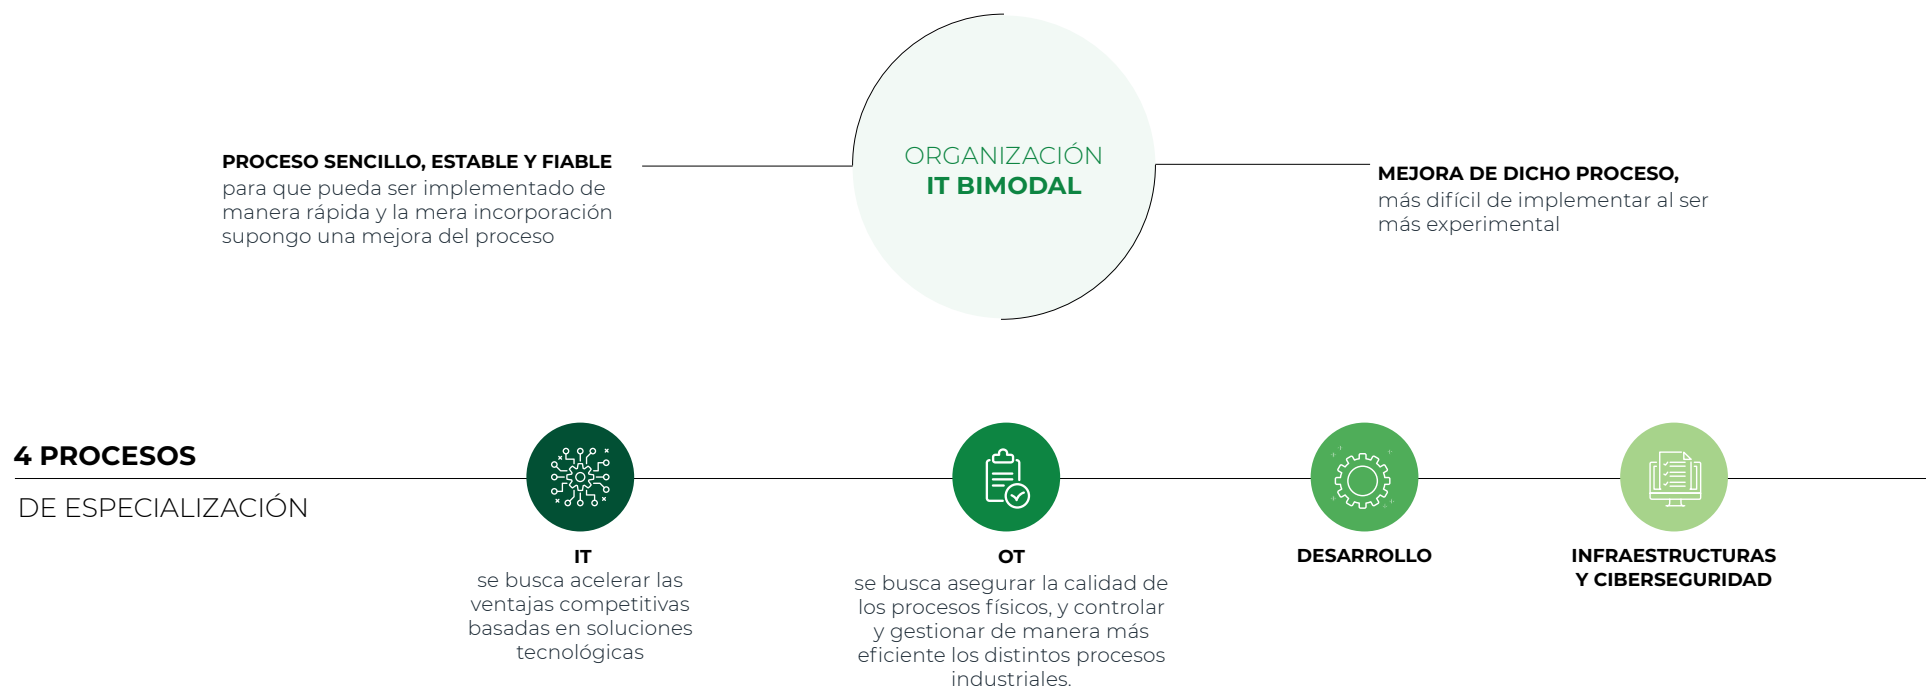 PROCESO SENCILLO, ESTABLE Y FIABLE
para que pueda ser implementado de
manera rápida y la mera incorporación
supongo una mejora del proceso
ORGANIZACIÓN
IT BIMODAL
MEJORA DE DICHO PROCESO,
más difícil de implementar al ser
más experimental
4 PROCESOS
DE ESPECIALIZACIÓN
IT
se busca acelerar las
ventajas competitivas
basadas en soluciones
tecnológicas
OT
se busca asegurar la calidad de
los procesos físicos, y controlar
y gestionar de manera más
eficiente los distintos procesos
industriales.
DESARROLLO
INFRAESTRUCTURAS
Y CIBERSEGURIDAD